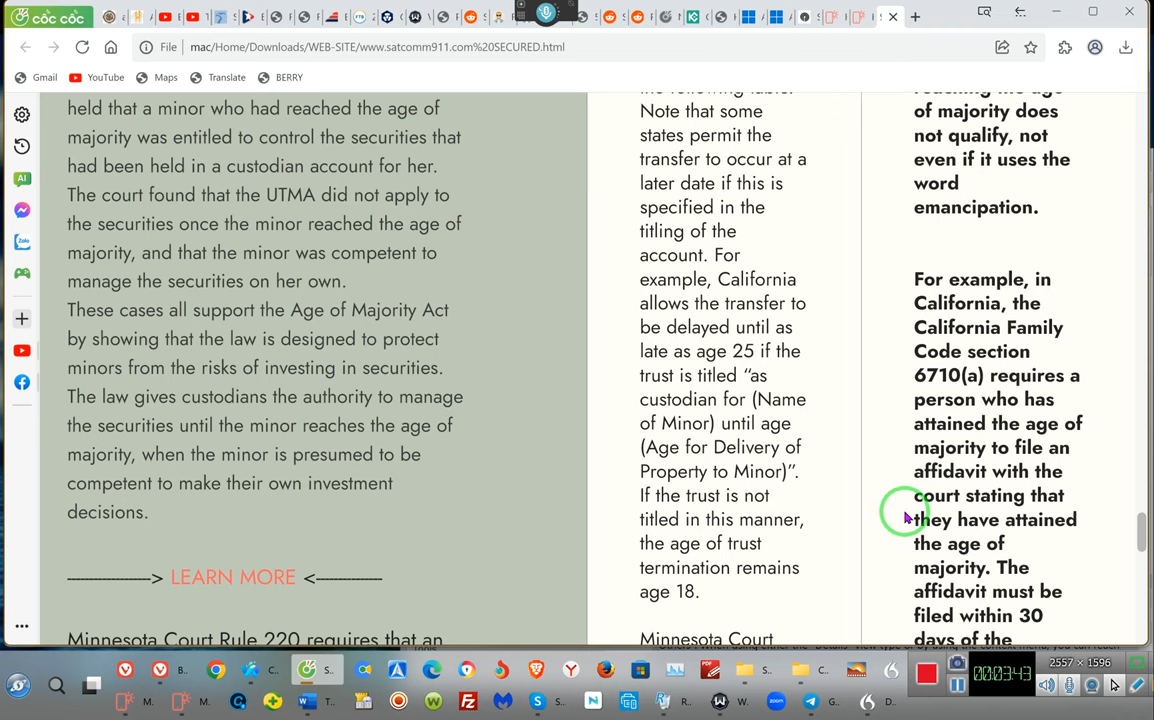 cốc cốc
File
mac/Home/Downloads/WEB-SITE/www.satcomm911.com%20SECURED.html
Gmail
YouTube
Maps
Translate
BERRY
held that a minor who had reached the age of
majority was entitled to control the securities that
had been held in a custodian account for her.
The court found that the UTMA did not apply to
the securities once the minor reached the age of
majority, and that the minor was competent to
manage the securities on her own.
These cases all support the Age of Majority Act
by showing that the law is designed to protect
minors from the risks of investing in securities.
The law gives custodians the authority to manage
the securities until the minor reaches the age of
majority, when the minor is presumed to be
competent to make their own investment
decisions.
-------------------> LEARN MORE <---------------
Minnesota Court Rule 220 requires that an
the following table.
Note that some
states permit the
transfer to occur at a
later date if this is
specified in the
titling of the
account. For
example, California
allows the transfer to
be delayed until as
late as age 25 if the
trust is titled “as
custodian for (Name
of Minor) until age
(Age for Delivery of
Property to Minor)”.
If the trust is not
titled in this manner,
the age of trust
termination remains
age 18.
Minnesota Court
reaching the age
of majority does
not qualify, not
even if it uses the
word
emancipation.
For example, in
California, the
California Family
Code section
6710(a) requires a
person who has
attained the age of
majority to file an
affidavit with the
court stating that
they have attained
the age of
majority. The
affidavit must be
filed within 30
days of the
B..
S..
C..
S..
C..
00:03:43
2557 × 1596
M.
M.
T..
S..
R..
W..
G..
D..